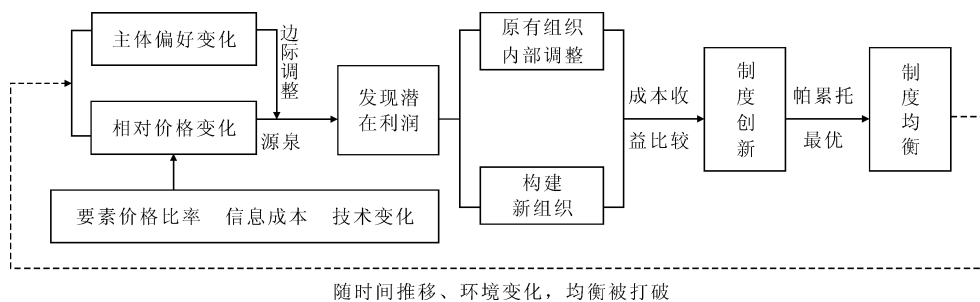 主体偏好变化
边际调整
相对价格变化
源泉
要素价格比率 信息成本 技术变化
发现潜
在利润
原有组织
内部调整
构建
新组织
成本收
益比较
制度创新
帕累托
最优
制度均衡
随时间推移、环境变化，均衡被打破